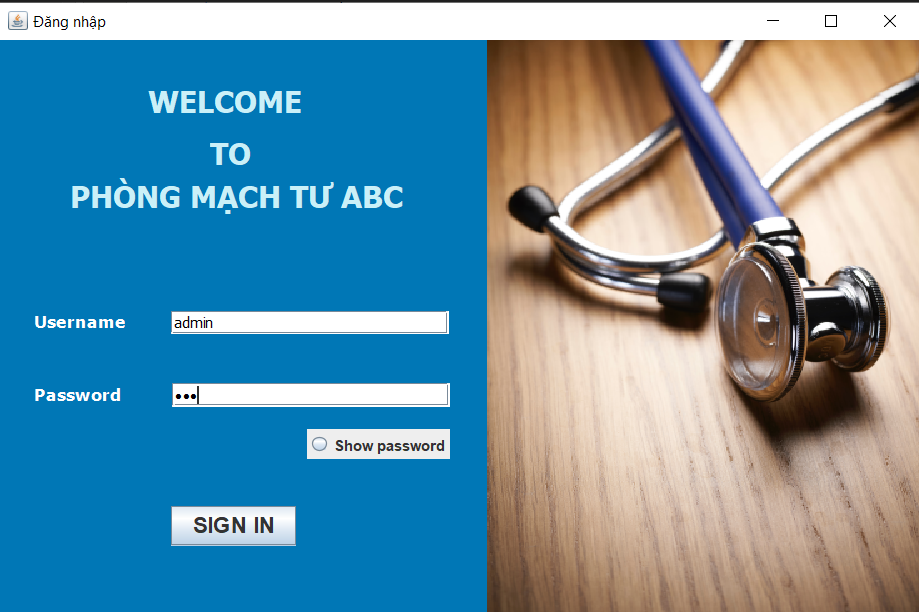 Đăng nhập
WELCOME
TO
PHÒNG MẠCH TƯ ABC
Username
admin
Password
•••
Show password
SIGN IN